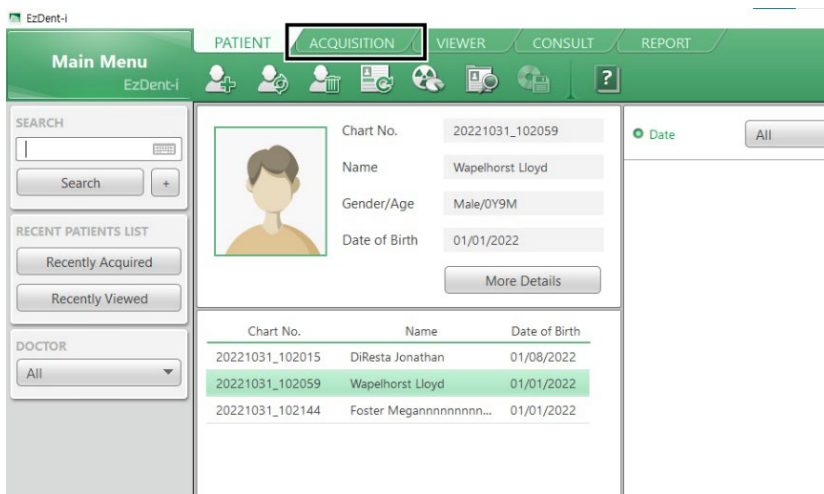 EzDent-i
Main Menu
EzDent-i
PATIENT ACQUISITION VIEWER CONSULT REPORT
?
SEARCH
Search +
RECENT PATIENTS LIST
Recently Acquired
Recently Viewed
DOCTOR
All
Chart No. 20221031_102059
Name Wapelhorst Lloyd
Gender/Age Male/0Y9M
Date of Birth 01/01/2022
More Details
Chart No. Name Date of Birth
20221031_102015 DiResta Jonathan 01/08/2022
20221031_102059 Wapelhorst Lloyd 01/01/2022
20221031_102144 Foster Megannnnnnnnn... 01/01/2022
Date All